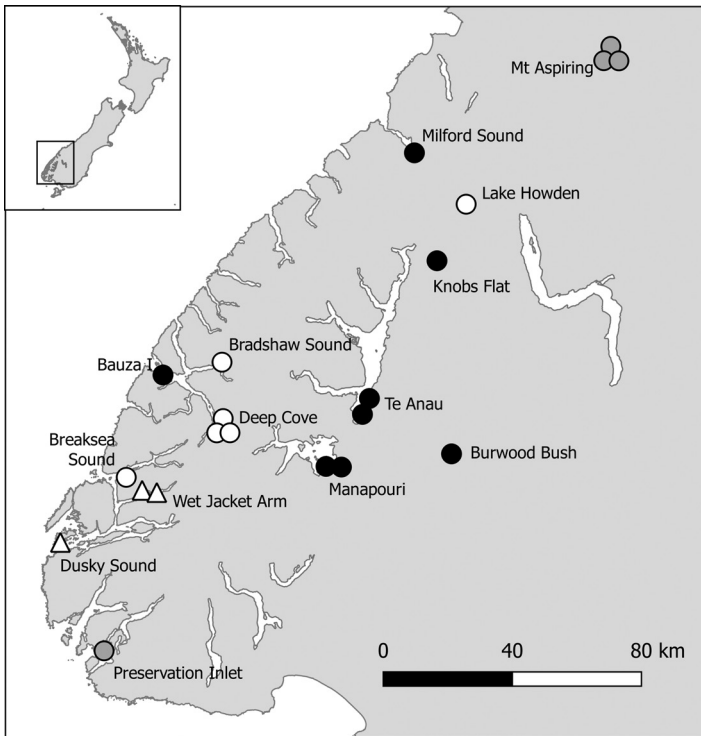 Mt Aspiring
Milford Sound
Lake Howden
Knobs Flat
Bradshaw Sound
Bauza I
Te Anau
Deep Cove
Breaksea
Sound
Burwood Bush
Manapouri
Wet Jacket Arm
Dusky Sound
Preservation Inlet
0 40 80 km